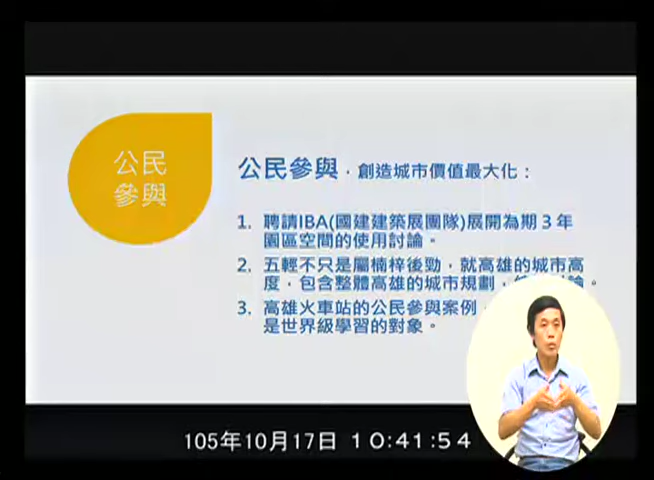 公民
參與
公民參與，創造城市價值最大化：
1. 聘請IBA(國建建築展團隊)展開為期 3 年
園區空間的使用討論。
2. 五輕不只是屬楠梓後勁，就高雄的城市高
度，包含整體高雄的城市規劃，
論。
3. 高雄火車站的公民參與案例，
是世界級學習的對象。
105年10月17日 10:41:54